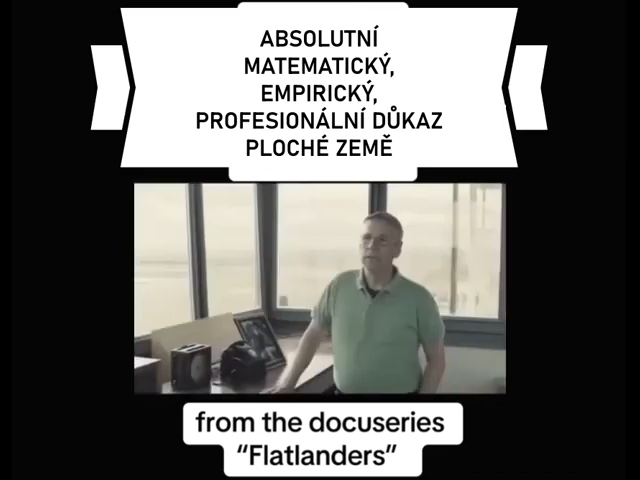 ABSOLUTNÍ
MATEMATICKÝ,
EMPIRICKÝ,
PROFESIONÁLNÍ DŮKAZ
PLOCHÉ ZEMĚ
from the docuseries
“Flatlanders”